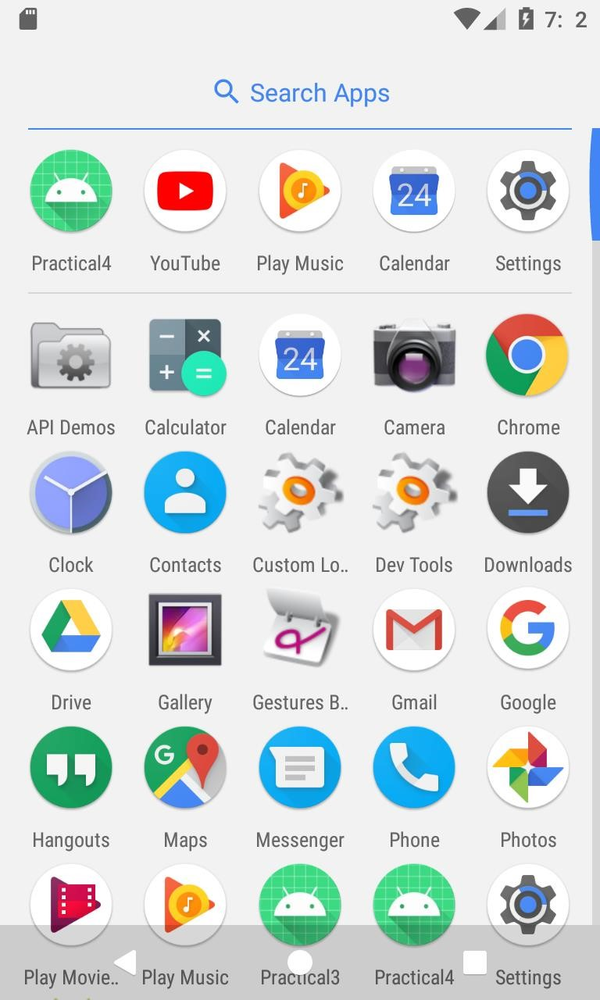 7: 2
Search Apps
Practical4 YouTube Play Music Calendar Settings
API Demos Calculator Calendar Camera Chrome
Clock Contacts Custom Lo.. Dev Tools Downloads
Drive Gallery Gestures B.. Gmail Google
Hangouts Maps Messenger Phone Photos
Play Movie.. Play Music Practical3 Practical4 Settings